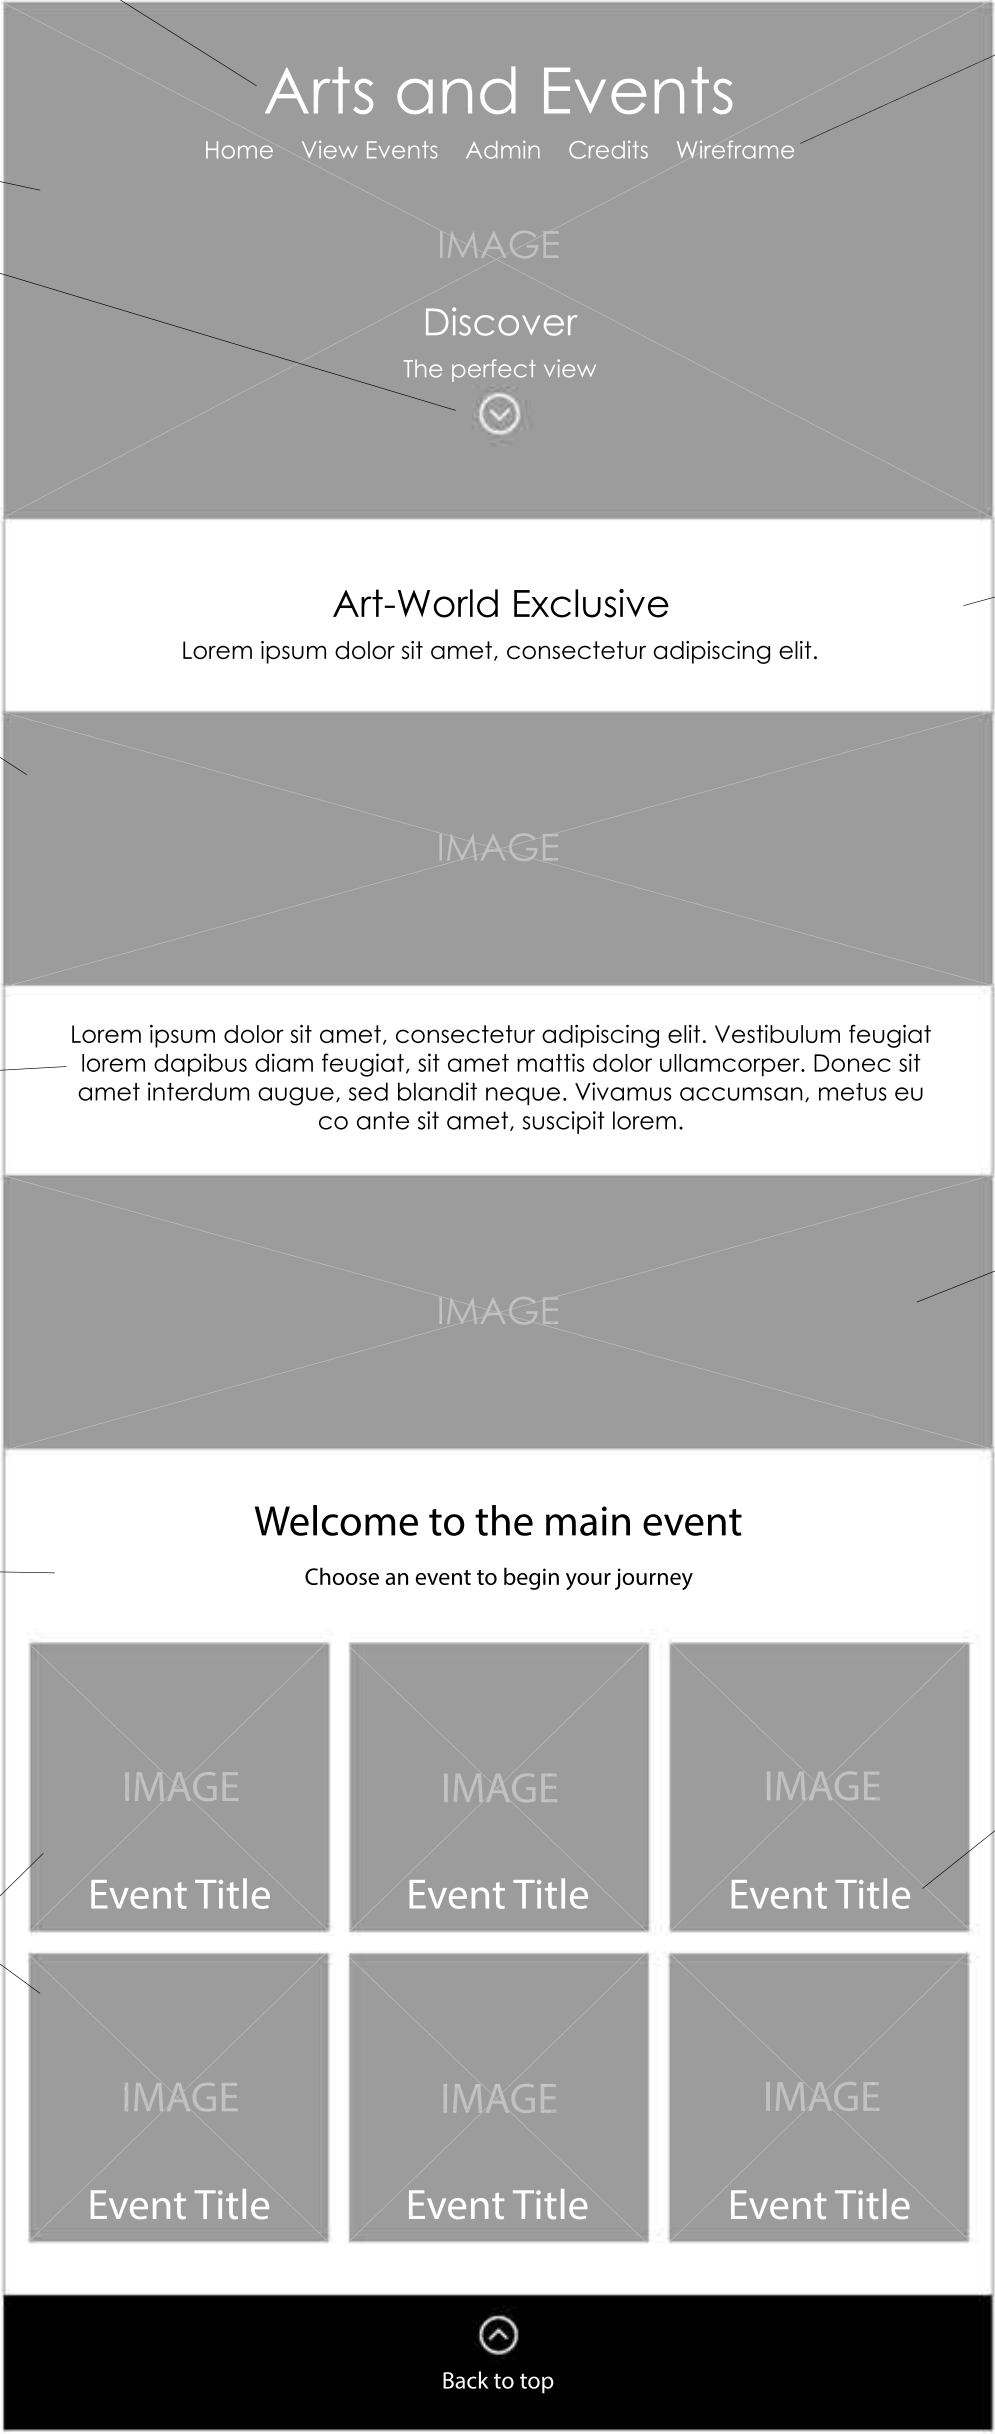 Arts and Events
Home View Events Admin Credits Wireframe
IMAGE
Discover
The perfect view
Art-World Exclusive
Lorem ipsum dolor sit amet, consectetur adipiscing elit.
IMAGE
Lorem ipsum dolor sit amet, consectetur adipiscing elit. Vestibulum feugiat
lorem dapibus diam feugiat, sit amet mattis dolor ullamcorper. Donec sit
amet interdum augue, sed blandit neque. Vivamus accumsan, metus eu
co ante sit amet, suscipit lorem.
IMAGE
Welcome to the main event
Choose an event to begin your journey
IMAGE IMAGE IMAGE
Event Title Event Title Event Title
IMAGE IMAGE IMAGE
Event Title Event Title Event Title
Back to top